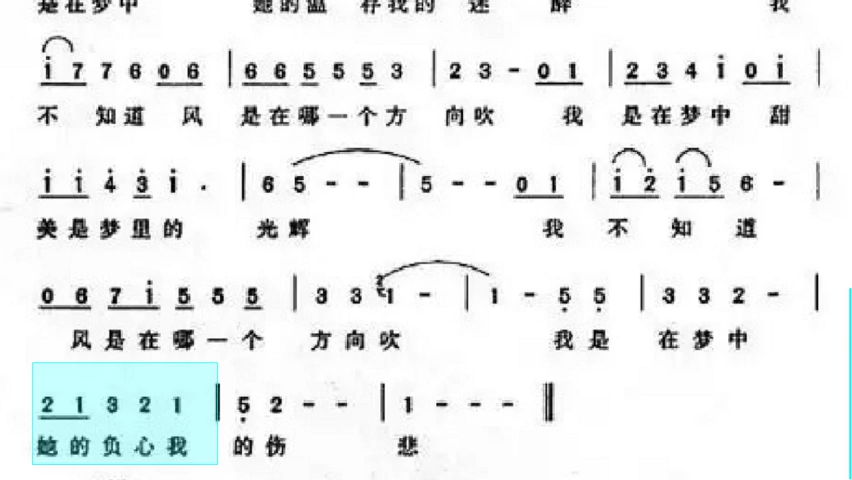 是在梦中 她的温 存我的 迷 醉 我
i 7 7 6 0 6 | 6 6 5 5 5 3 | 2 3 - 0 1 | 2 3 4 i 0 i |
不 知道 风 是在哪一个方 向吹 我 是在梦中 甜
i i 4 3 i . | 6 5 - - | 5 - - 0 1 | i 2 i 5 6 - |
美是梦里的 光辉 我 不 知 道
0 6 7 i 5 5 5 | 3 3 2 1 - | 1 - 5 5 | 3 3 2 - |
风是在哪一个 方向吹 我是 在梦中
2 1 3 2 1 | 5 2 - - | 1 - - - ‖
她的负心我 的伤 悲